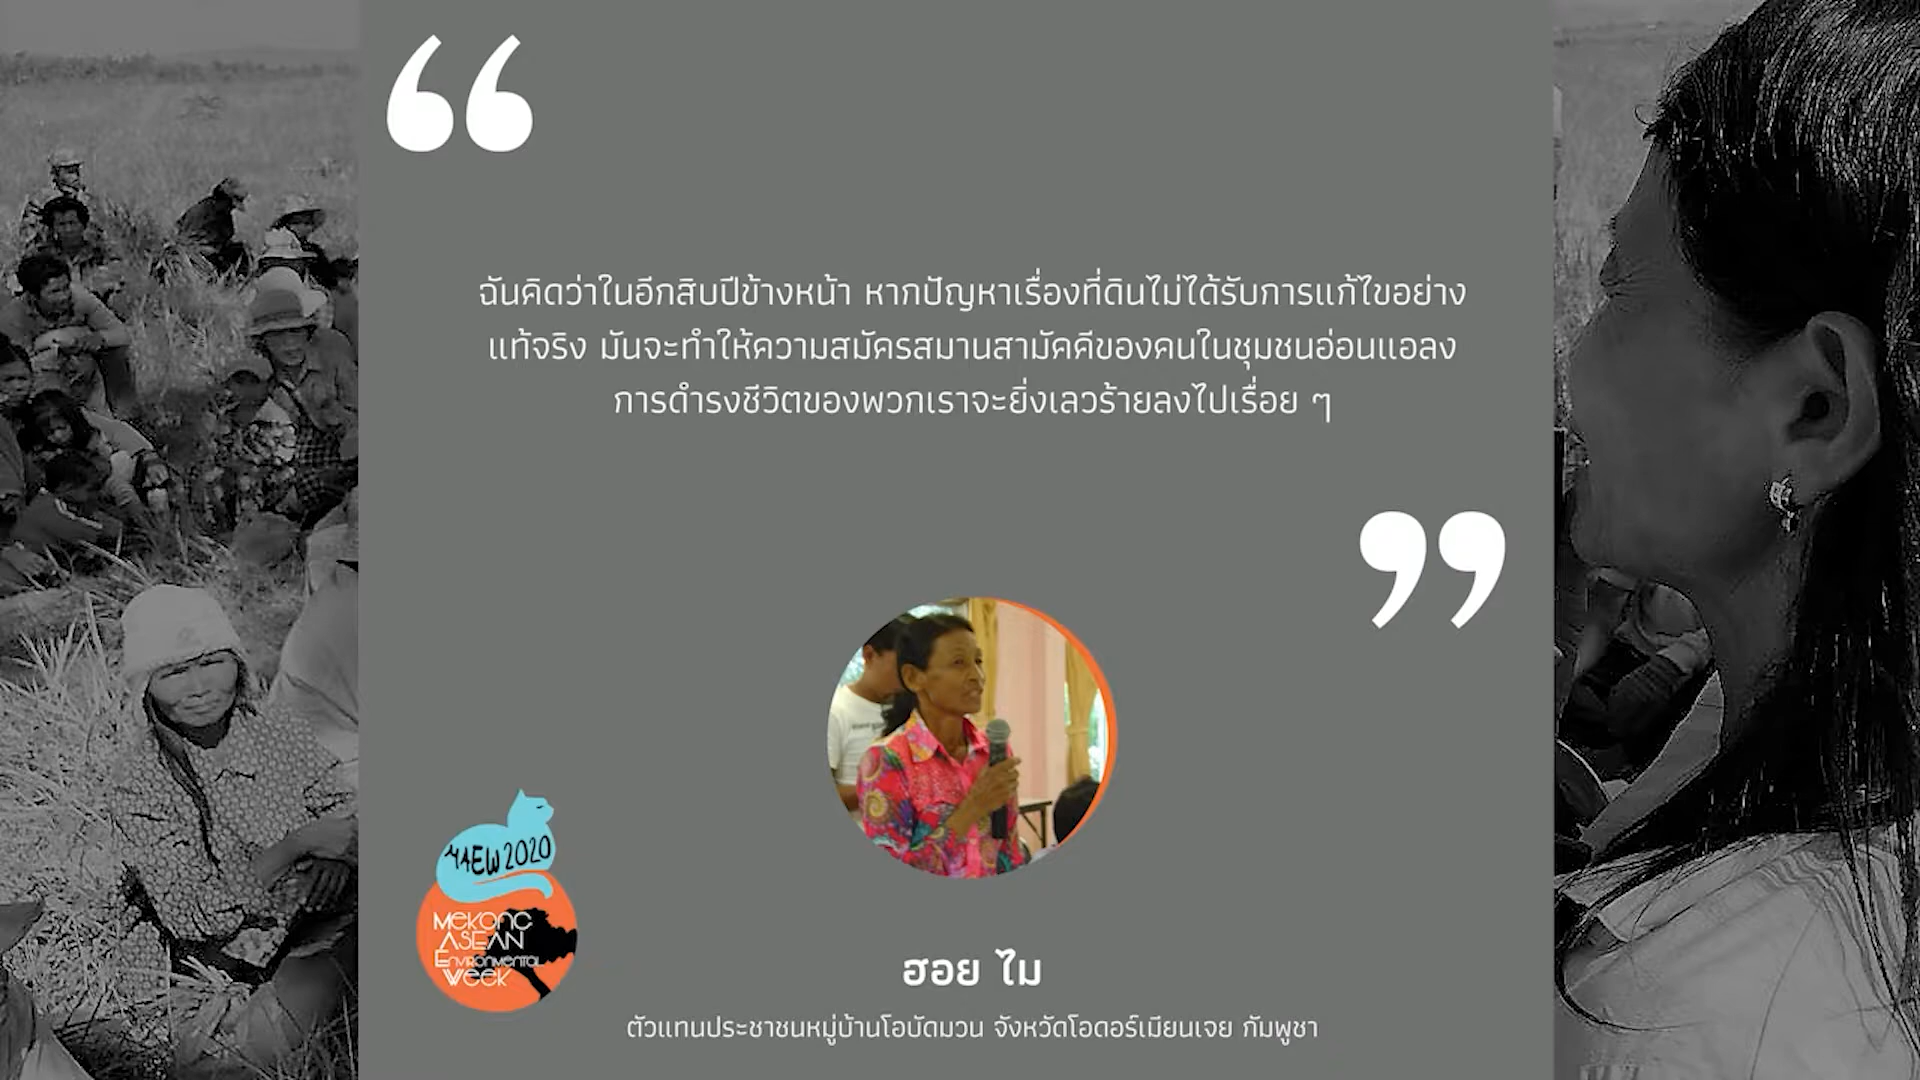 “
ฉันคิดว่าในอีกสิบปีข้างหน้า หากปัญหาเรื่องที่ดินไม่ได้รับการแก้ไขอย่าง
แท้จริง มันจะทำให้ความสมัครสมานสามัคคีของคนในชุมชนอ่อนแอลง
การดำรงชีวิตของพวกเราจะยิ่งเลวร้ายลงไปเรื่อย ๆ
”
MAEW 2020
MEKONG
ASEAN
ENVIRONMENTAL
WEEK
ฮอย ไม
ตัวแทนประชาชนหมู่บ้านโอบัดมวน จังหวัดโอดอร์เมียนเจย กัมพูชา